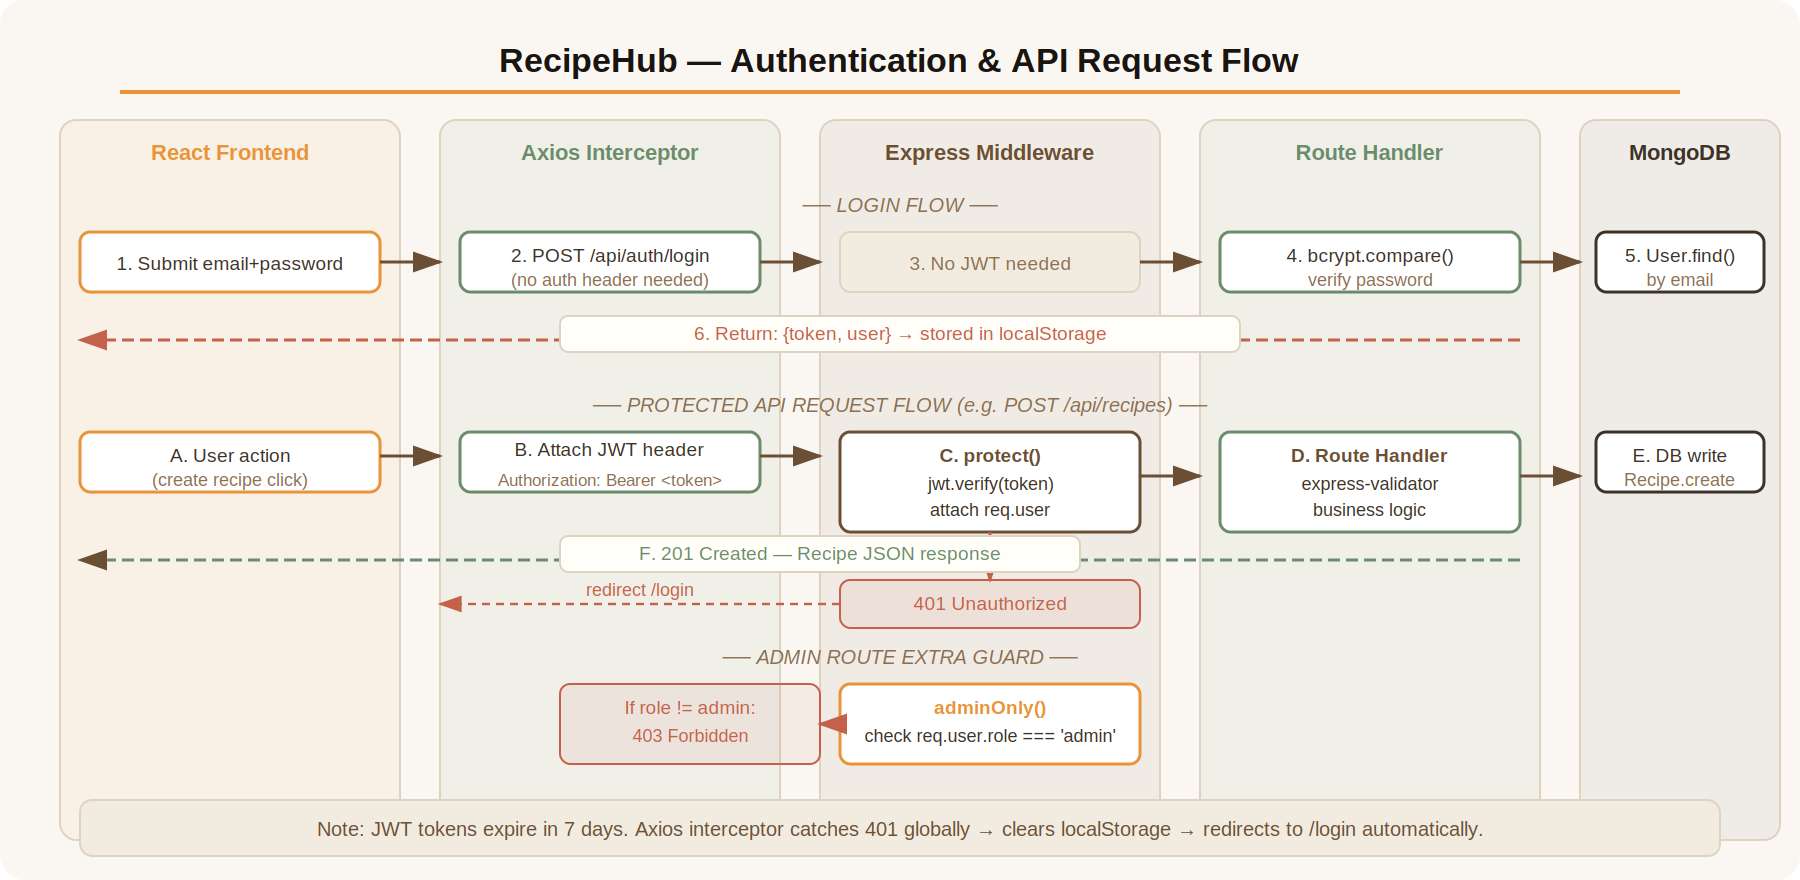 RecipeHub — Authentication & API Request Flow
React Frontend
Axios Interceptor
Express Middleware
Route Handler
MongoDB
── LOGIN FLOW ──
1. Submit email+password
2. POST /api/auth/login
(no auth header needed)
3. No JWT needed
4. bcrypt.compare()
verify password
5. User.find()
by email
6. Return: {token, user} → stored in localStorage
── PROTECTED API REQUEST FLOW (e.g. POST /api/recipes) ──
A. User action
(create recipe click)
B. Attach JWT header
Authorization: Bearer <token>
C. protect()
jwt.verify(token)
attach req.user
D. Route Handler
express-validator
business logic
E. DB write
Recipe.create
F. 201 Created — Recipe JSON response
redirect /login
401 Unauthorized
── ADMIN ROUTE EXTRA GUARD ──
If role != admin:
403 Forbidden
adminOnly()
check req.user.role === 'admin'
Note: JWT tokens expire in 7 days. Axios interceptor catches 401 globally → clears localStorage → redirects to /login automatically.